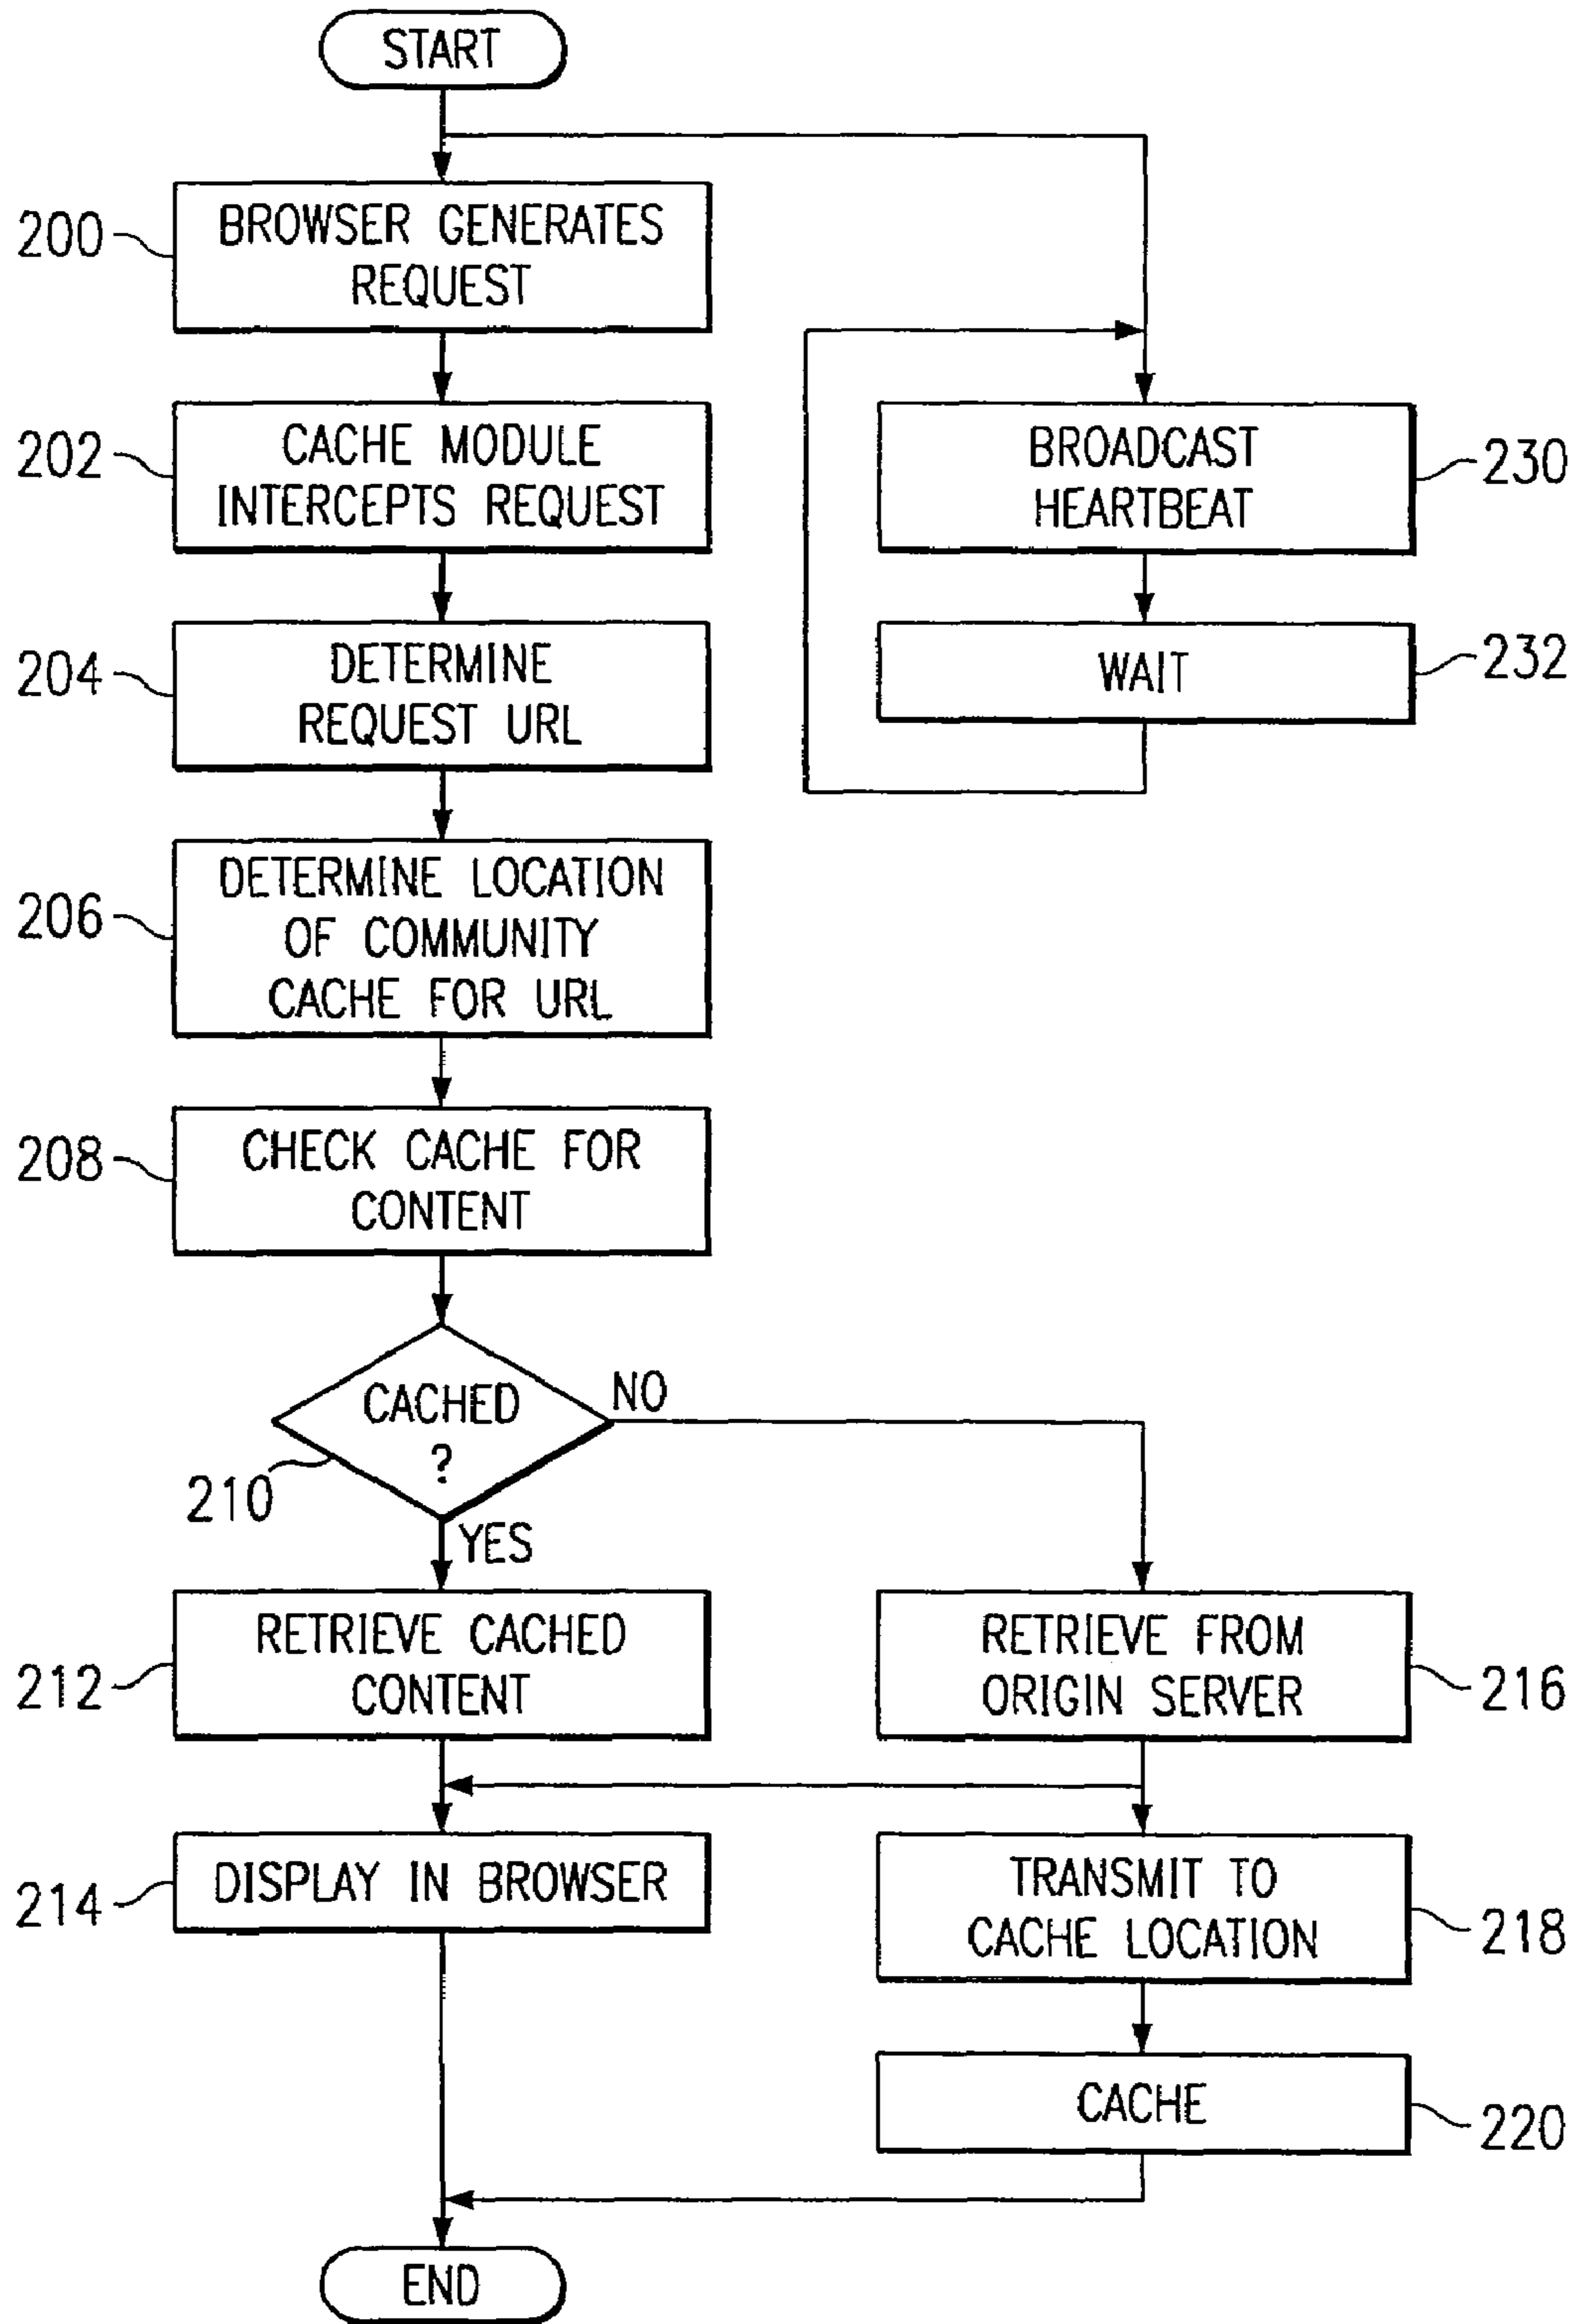 START
200
BROWSER GENERATES
REQUEST
202
CACHE MODULE
INTERCEPTS REQUEST
BROADCAST
HEARTBEAT
230
204
DETERMINE
REQUEST URL
WAIT
232
206
DETERMINE LOCATION
OF COMMUNITY
CACHE FOR URL
208
CHECK CACHE FOR
CONTENT
CACHED
?
NO
210
YES
212
RETRIEVE CACHED
CONTENT
RETRIEVE FROM
ORIGIN SERVER
216
214
DISPLAY IN BROWSER
TRANSMIT TO
CACHE LOCATION
218
CACHE
220
END